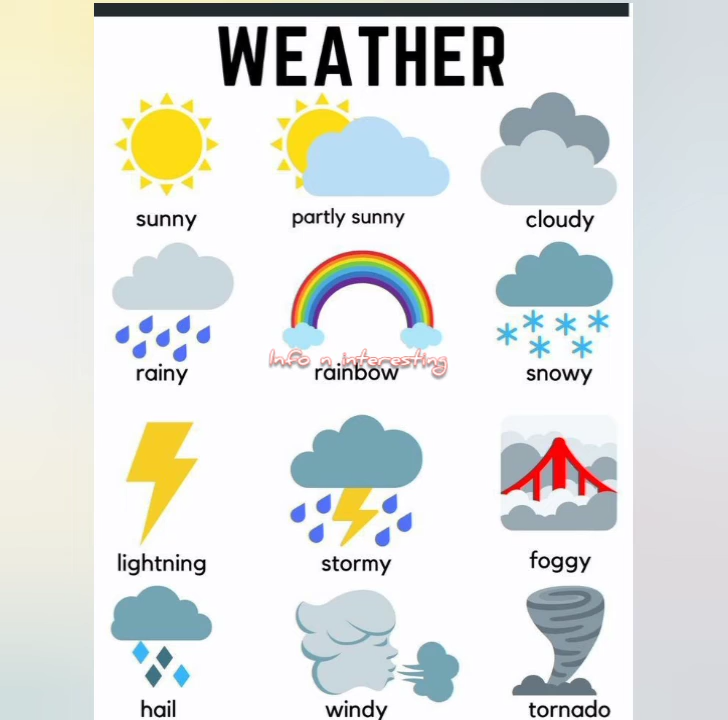 WEATHER
sunny
partly sunny
cloudy
rainy
Info n interesting
rainbow
snowy
lightning
stormy
foggy
hail
windy
tornado